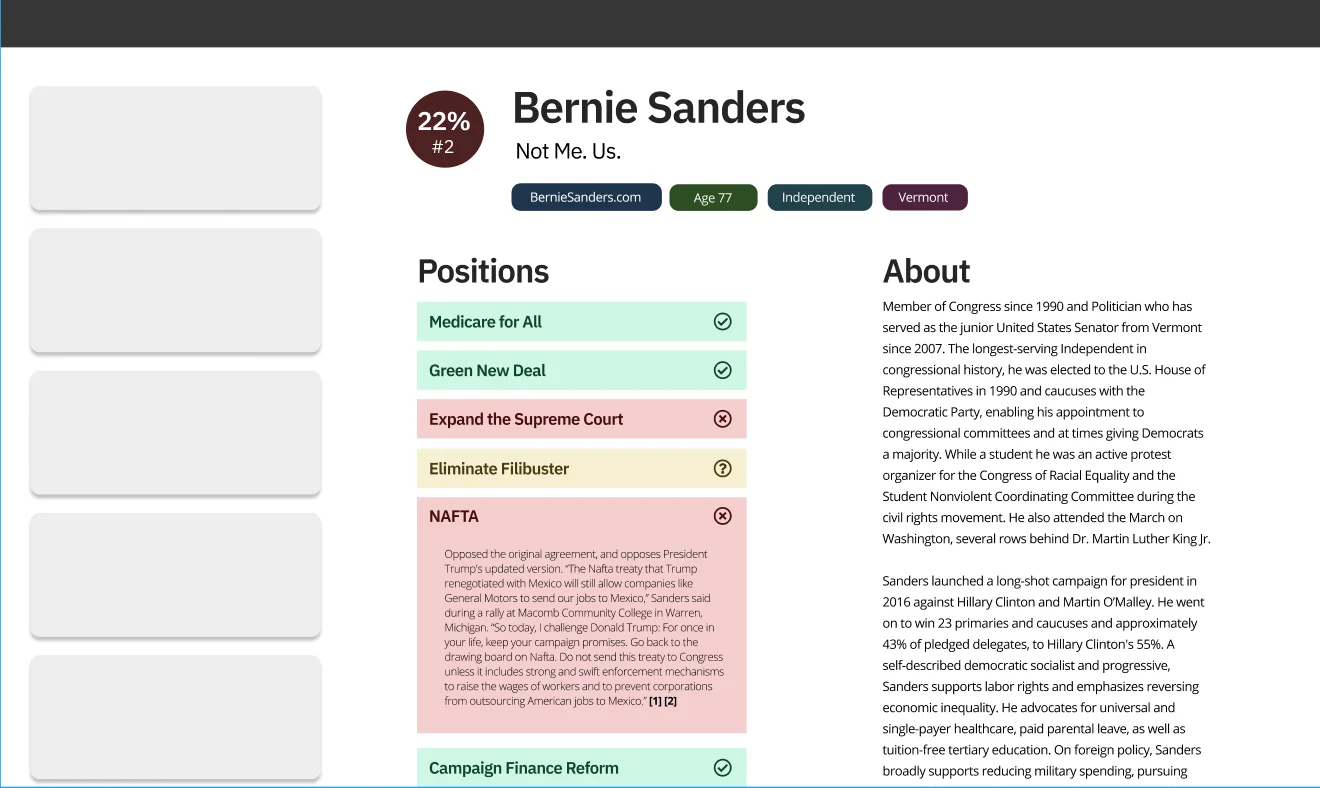 22%
#2
Bernie Sanders
Not Me. Us.
BernieSanders.com
Age 77
Independent
Vermont
Positions
Medicare for All
Green New Deal
Expand the Supreme Court
Eliminate Filibuster
NAFTA
Opposed the original agreement, and opposes President
Trump's updated version. “The Nafta treaty that Trump
renegotiated with Mexico will still allow companies like
General Motors to send our jobs to Mexico,” Sanders said
during a rally at Macomb Community College in Warren,
Michigan. “So today, I challenge Donald Trump: For once in
your life, keep your campaign promises. Go back to the
drawing board on Nafta. Do not send this treaty to Congress
unless it includes strong and swift enforcement mechanisms
to raise the wages of workers and to prevent corporations
from outsourcing American jobs to Mexico.” [1] [2]
Campaign Finance Reform
About
Member of Congress since 1990 and Politician who has
served as the junior United States Senator from Vermont
since 2007. The longest-serving Independent in
congressional history, he was elected to the U.S. House of
Representatives in 1990 and caucuses with the
Democratic Party, enabling his appointment to
congressional committees and at times giving Democrats
a majority. While a student he was an active protest
organizer for the Congress of Racial Equality and the
Student Nonviolent Coordinating Committee during the
civil rights movement. He also attended the March on
Washington, several rows behind Dr. Martin Luther King Jr.
Sanders launched a long-shot campaign for president in
2016 against Hillary Clinton and Martin O’Malley. He went
on to win 23 primaries and caucuses and approximately
43% of pledged delegates, to Hillary Clinton's 55%. A
self-described democratic socialist and progressive,
Sanders supports labor rights and emphasizes reversing
economic inequality. He advocates for universal and
single-payer healthcare, paid parental leave, as well as
tuition-free tertiary education. On foreign policy, Sanders
broadly supports reducing military spending, pursuing